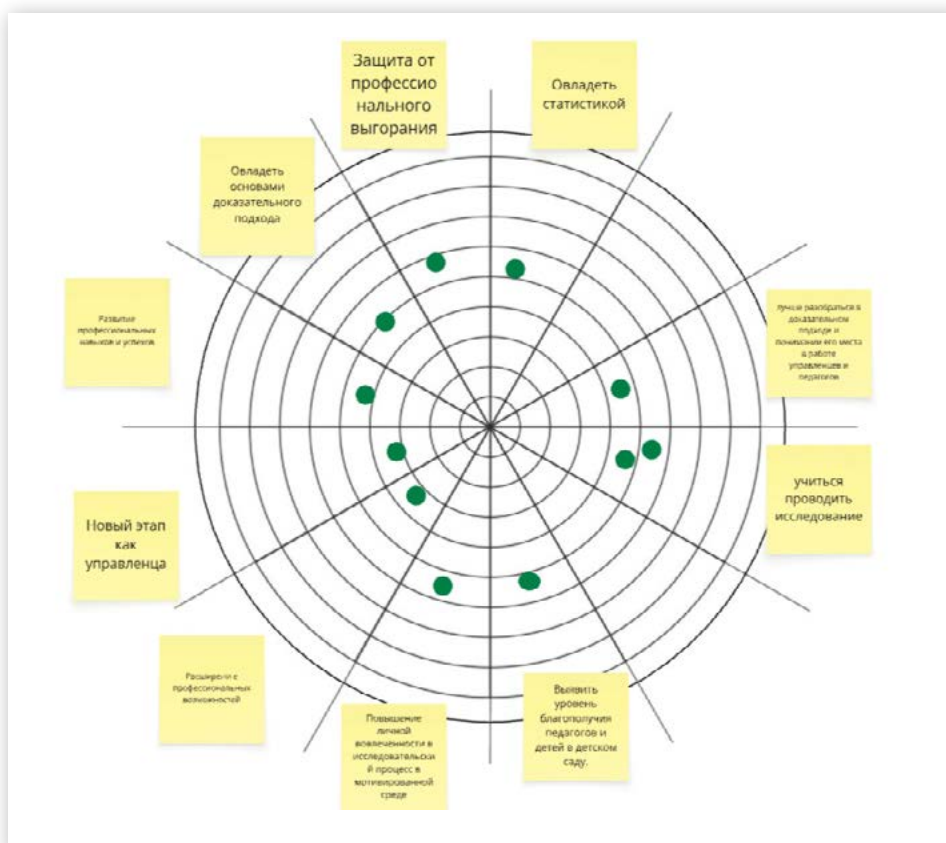 Защита от
профессио
нального
выгорания
Овладеть
статистикой
Овладеть
основами
доказательного
подхода
Развитие
профессиональных
навыков и успехов
лучше разобраться в
доказательном
подходе и
понимании его места
в работе
управленцев и
педагогов
учиться
проводить
исследование
Новый этап
как
управленца
Расширение
профессиональных
возможностей
Повышение
личной
вовлеченности в
исследовательски
й процесс в
мотивированной
среде
Выявить
уровень
благополучия
педагогов и
детей в детском
саду.